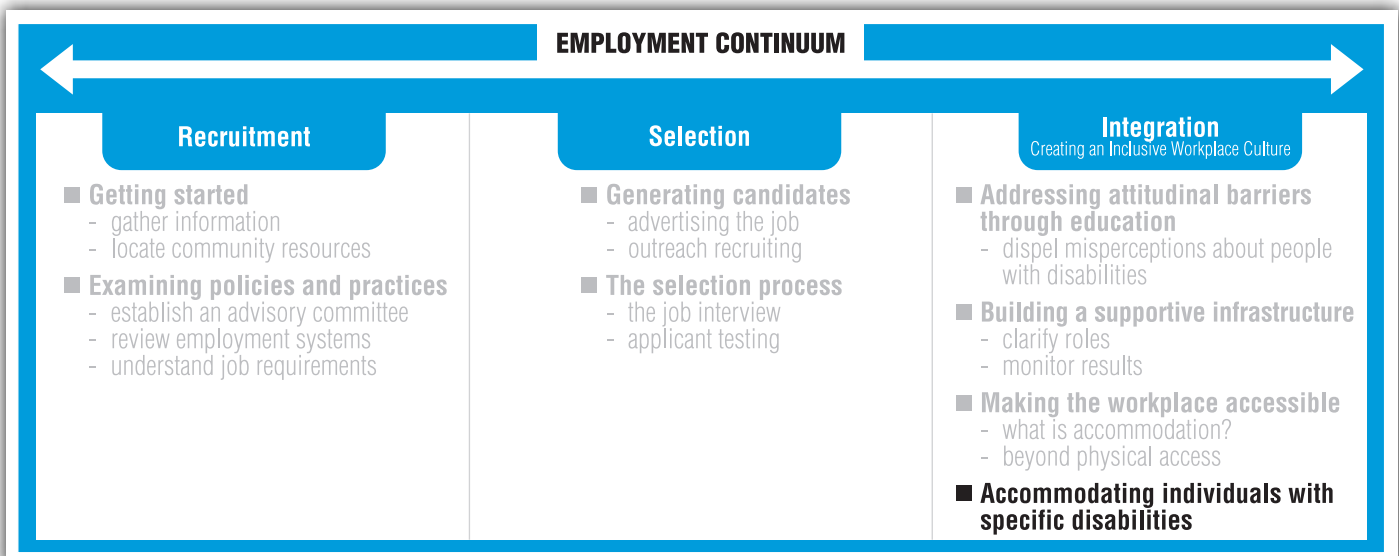 EMPLOYMENT CONTINUUM
Recruitment
■ Getting started
- gather information
- locate community resources
■ Examining policies and practices
- establish an advisory committee
- review employment systems
- understand job requirements
Selection
■ Generating candidates
- advertising the job
- outreach recruiting
■ The selection process
- the job interview
- applicant testing
Integration
Creating an Inclusive Workplace Culture
■ Addressing attitudinal barriers
through education
- dispel misperceptions about people
with disabilities
■ Building a supportive infrastructure
- clarify roles
- monitor results
■ Making the workplace accessible
- what is accommodation?
- beyond physical access
■ Accommodating individuals with
specific disabilities